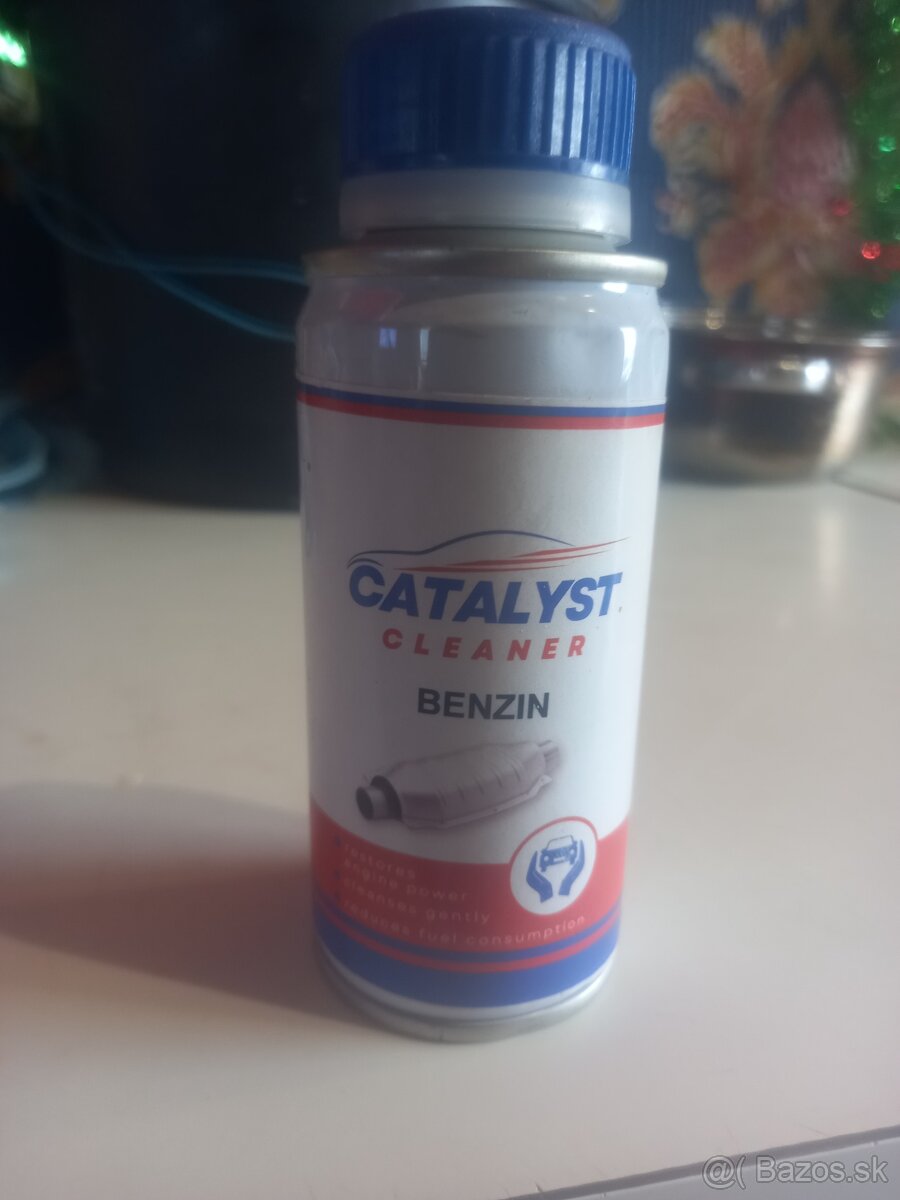 CATALYST
CLEANER
BENZIN
restores
engine power
cleanses gently
reduces fuel consumption
@( Bazos.sk